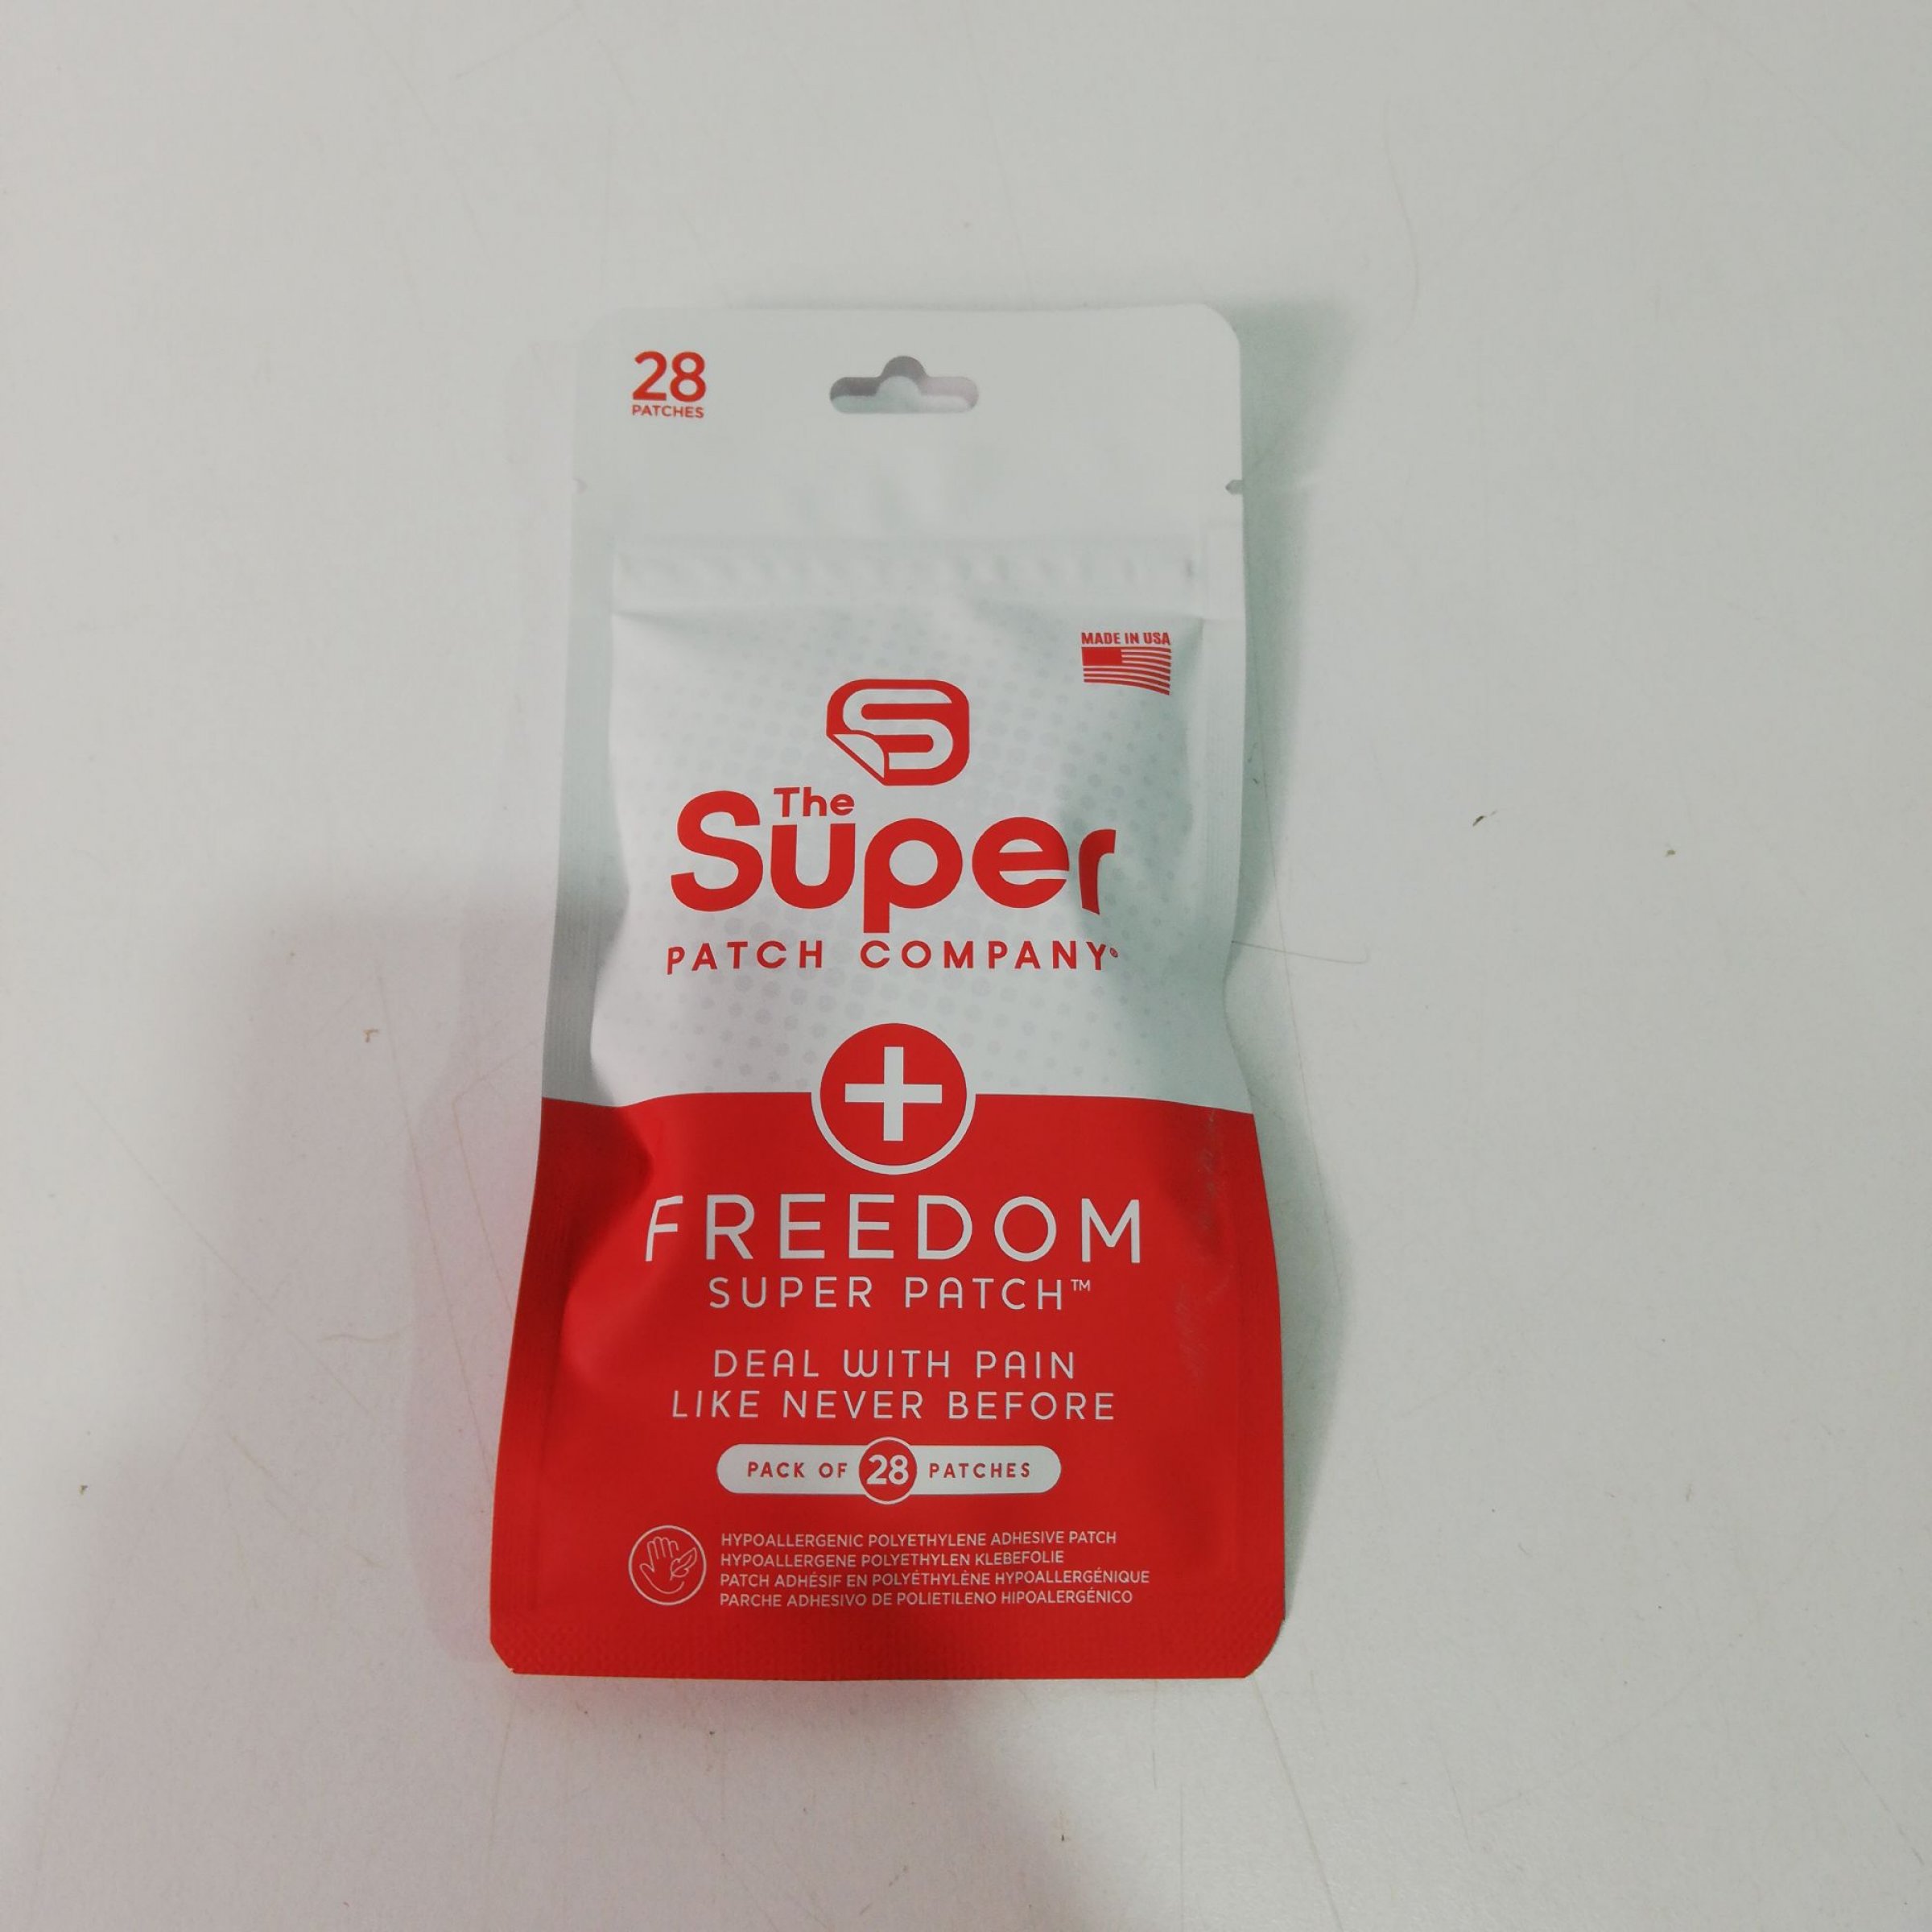 28
PATCHES
MADE IN USA
The
Super
PATCH COMPANY®
FREEDOM
SUPER PATCH™
DEAL WITH PAIN
LIKE NEVER BEFORE
PACK OF 28 PATCHES
HYPOALLERGENIC POLYETHYLENE ADHESIVE PATCH
HYPOALLERGENE POLYETHYLEN KLEBEFOLIE
PATCH ADHÉSIF EN POLYÉTHYLÈNE HYPOALLERGÉNIQUE
PARCHE ADHESIVO DE POLIETILENO HIPOALERGÉNICO